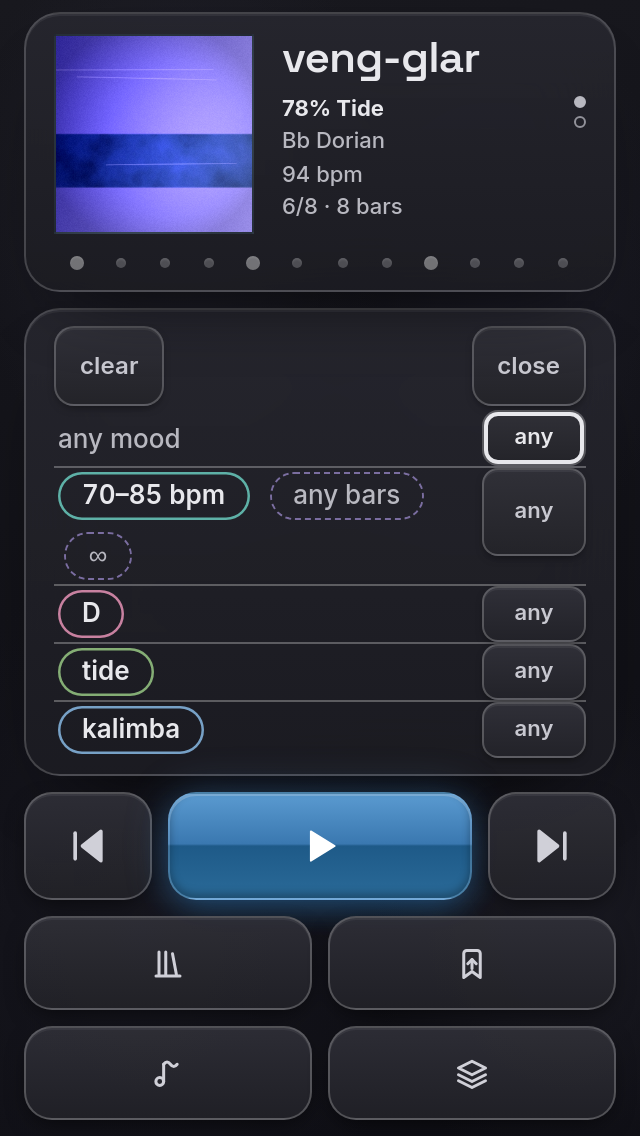 veng-glar
78% Tide
Bb Dorian
94 bpm
6/8 · 8 bars
clear
close
any mood
any
70–85 bpm
any bars
any
∞
D
any
tide
any
kalimba
any